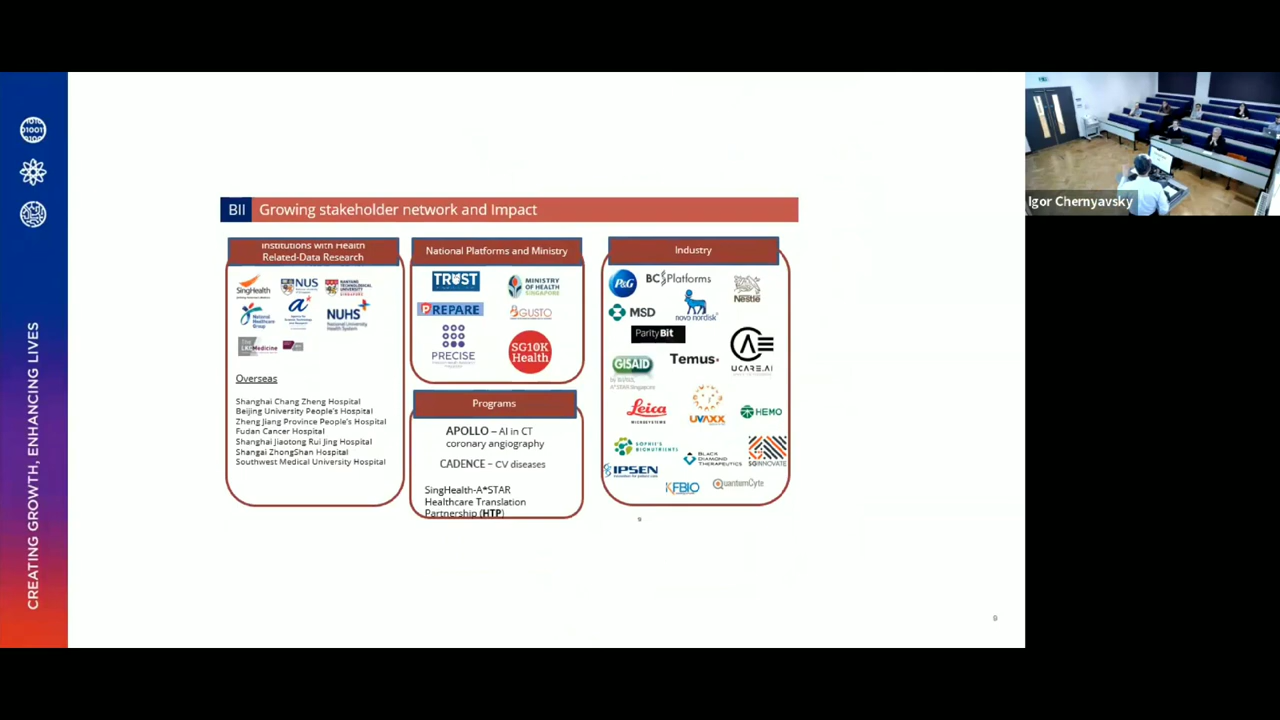 CREATING GROWTH, ENHANCING LIVES
BII Growing stakeholder network and Impact
Institutions with Health
Related-Data Research
SingHealth
NUS
National
Healthcare
Group
NUHS
National University
Health System
LKCMedicine
Overseas
Shanghai Chang Zheng Hospital
Beijing University People's Hospital
Zheng Jiang Province People's Hospital
Fudan Cancer Hospital
Shanghai Jiaotong Rui Jing Hospital
Shangai ZhongShan Hospital
Southwest Medical University Hospital
National Platforms and Ministry
TRUST
MINISTRY
OF HEALTH
SINGAPORE
PREPARE
GUSTO
PRECISE
SG10K
Health
Programs
APOLLO – AI in CT
coronary angiography
CADENCE – CV diseases
SingHealth-A*STAR
Healthcare Translation
Partnership (HTP)
Industry
P&G
BC Platforms
Nestle
MSD
novo nordisk
ParityBit
GISAID
Temus
UCARE.AI
Leica
MICROSYSTEMS
UVAXX
HEMO
SOPHIE'S
BIONUTRIENTS
BLACK
DIAMOND
THERAPEUTICS
SGINNOVATE
IPSEN
KFBIO
QuantumCyte
9
9
Igor Chernyavsky